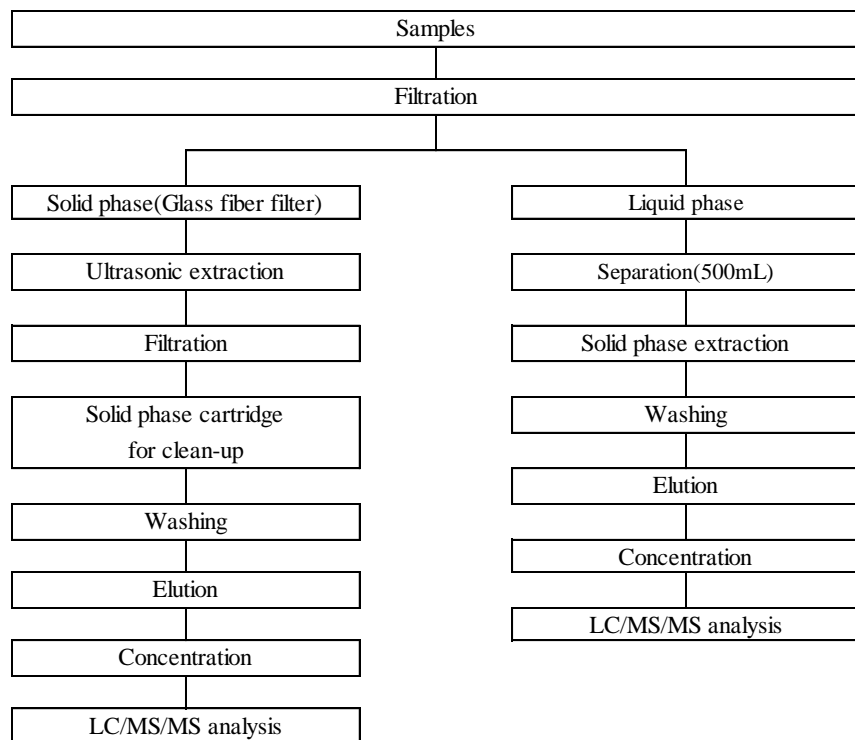 Samples
Filtration
Solid phase(Glass fiber filter)
Ultrasonic extraction
Filtration
Solid phase cartridge
for clean-up
Washing
Elution
Concentration
LC/MS/MS analysis
Liquid phase
Separation(500mL)
Solid phase extraction
Washing
Elution
Concentration
LC/MS/MS analysis